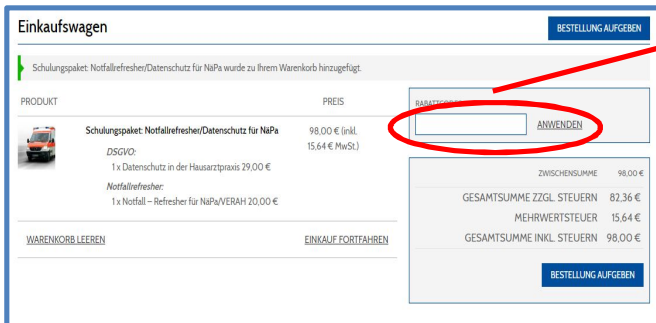 Einkaufswagen
BESTELLUNG AUFGEBEN
Schulungspaket: Notfallrefresher/Datenschutz für NäPa wurde zu Ihrem Warenkorb hinzugefügt.
PRODUKT
PREIS
Schulungspaket: Notfallrefresher/Datenschutz für NäPa
98,00 € (inkl.
15,64 € MwSt.)
DSGVO:
1 x Datenschutz in der Hausarztpraxis 29,00 €
Notfallrefresher:
1 x Notfall – Refresher für NäPa/VERAH 20,00 €
WARENKORB LEEREN
EINKAUF FORTFAHREN
ANWENDEN
ZWISCHENSUMME 98,00 €
GESAMTSUMME ZZGL. STEUERN 82,36 €
MEHRWERTSTEUER 15,64 €
GESAMTSUMME INKL. STEUERN 98,00 €
BESTELLUNG AUFGEBEN